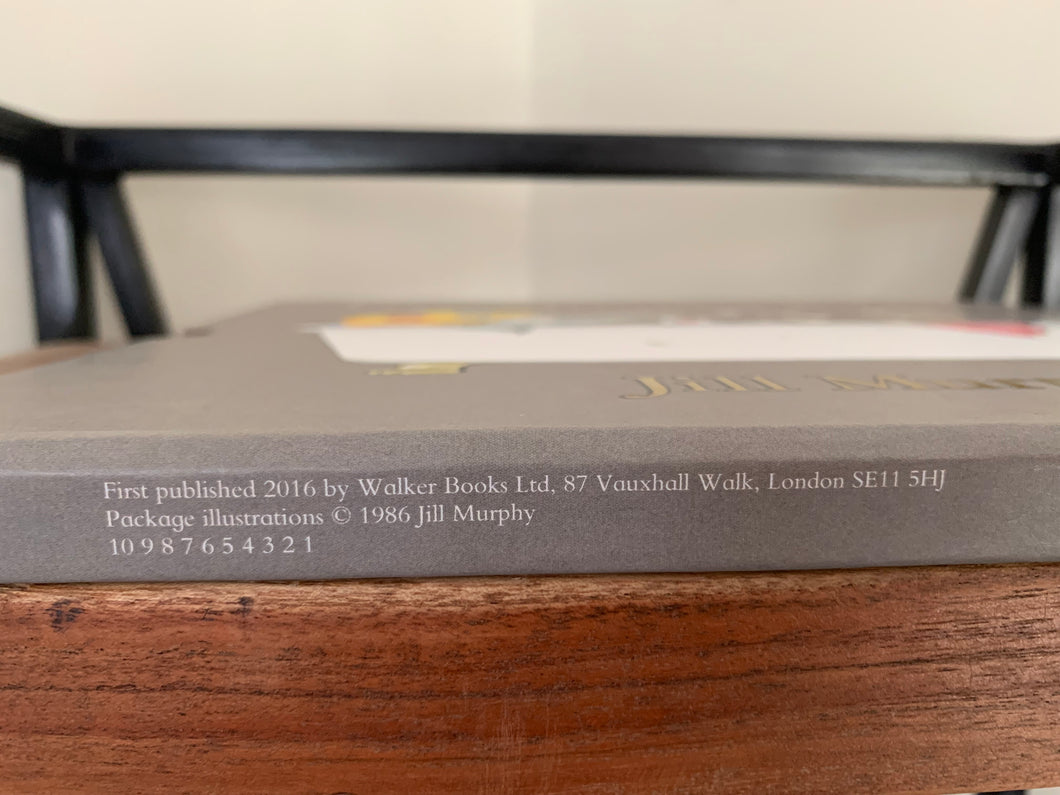 Jill
First published 2016 by Walker Books Ltd, 87 Vauxhall Walk, London SE11 5HJ
Package illustrations © 1986 Jill Murphy
10 9 8 7 6 5 4 3 2 1